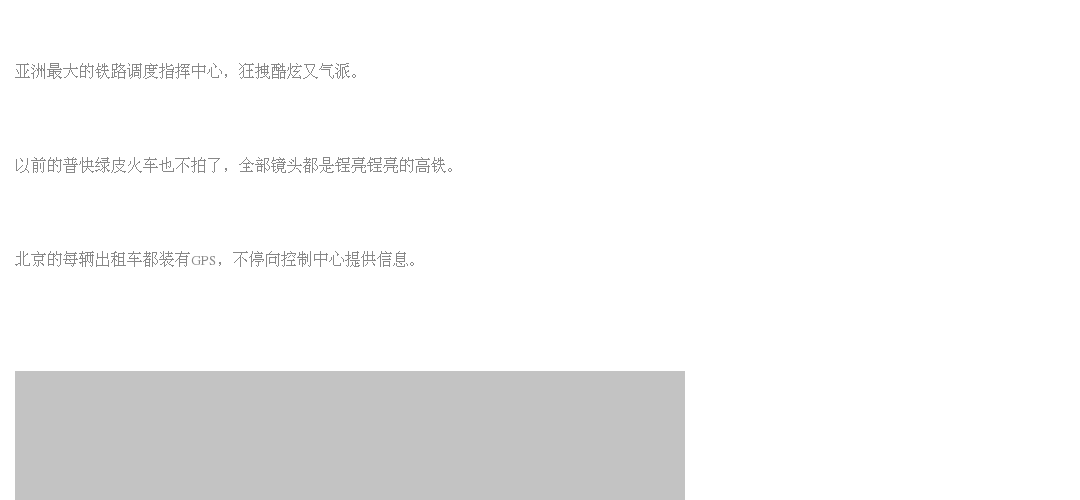 亚洲最大的铁路调度指挥中心，狂拽酷炫又气派。
以前的普快绿皮火车也不拍了，全部镜头都是锃亮锃亮的高铁。
北京的每辆出租车都装有GPS，不停向控制中心提供信息。